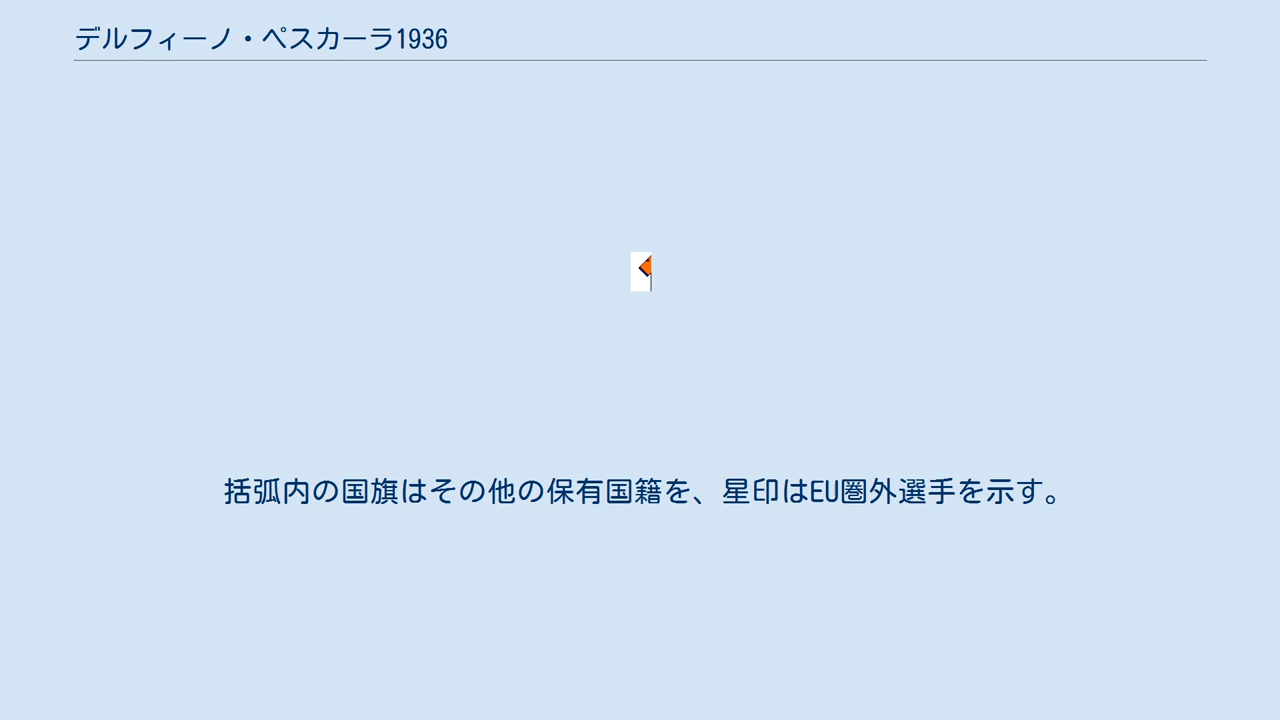 デルフィーノ・ペスカーラ1936
括弧内の国旗はその他の保有国籍を、星印はEU圏外選手を示す。